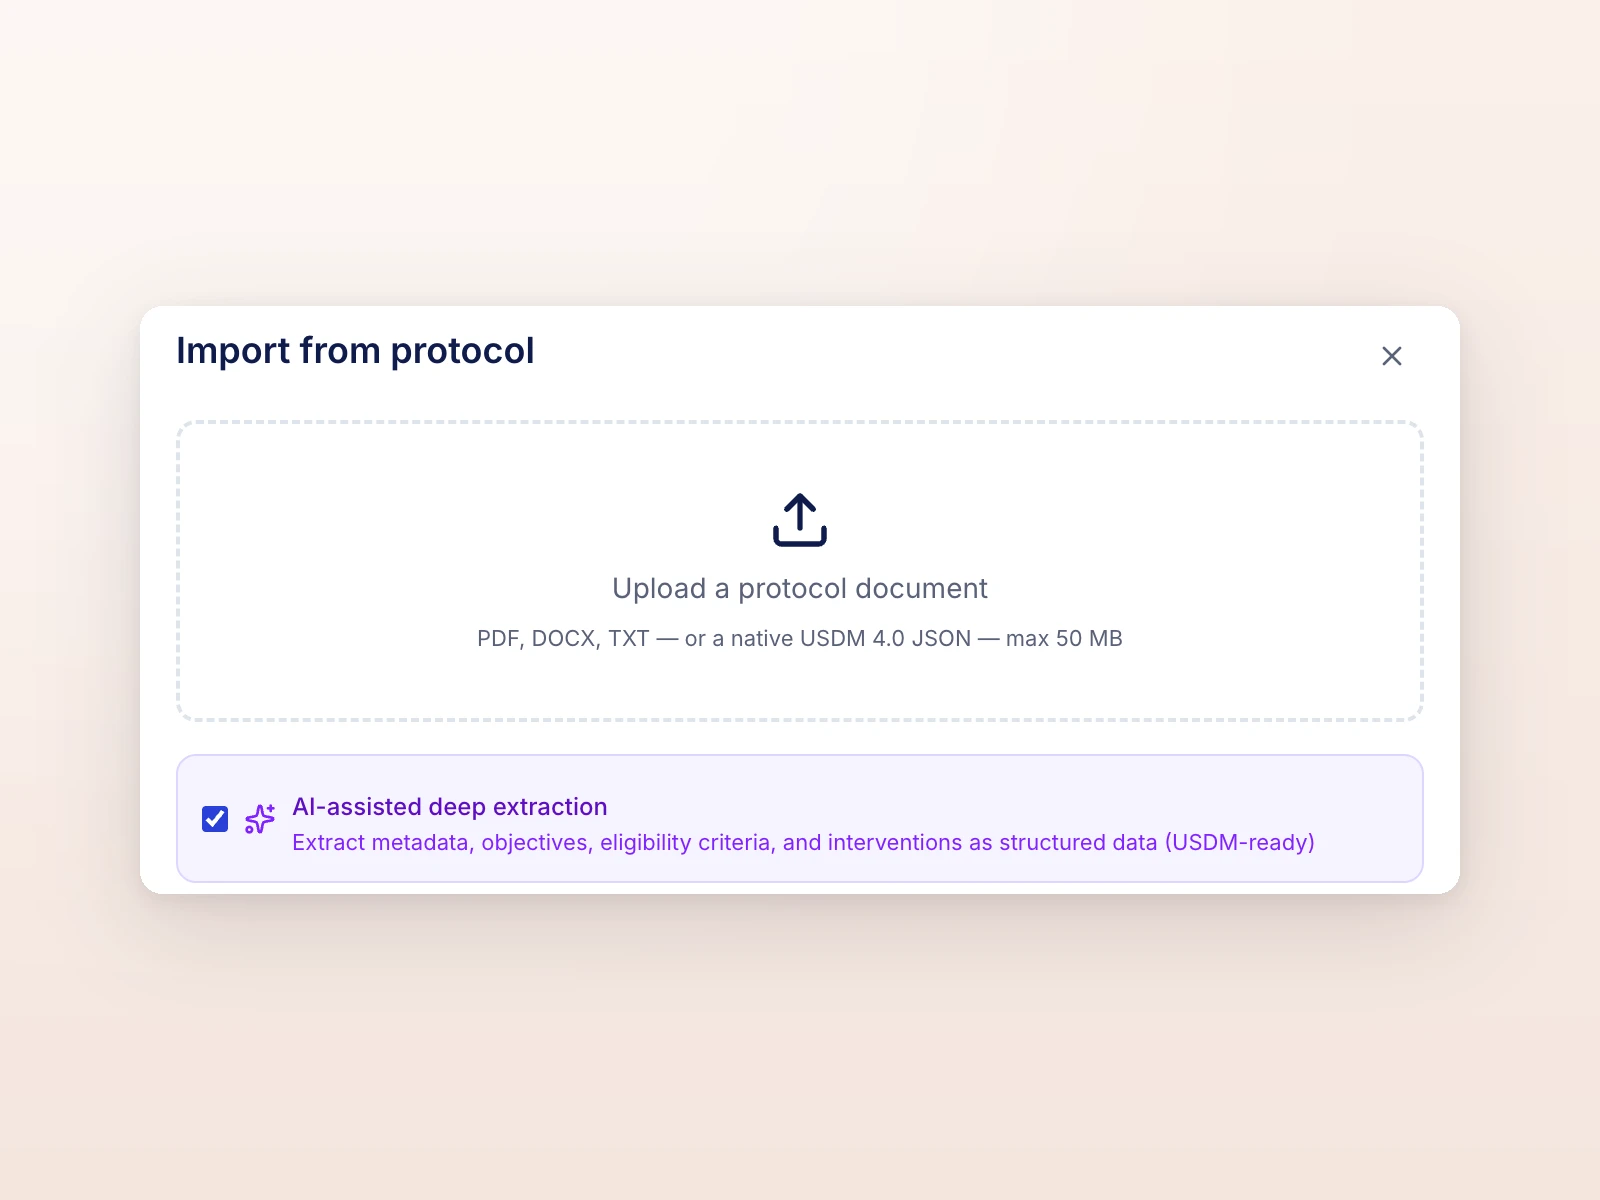 Import from protocol
Upload a protocol document
PDF, DOCX, TXT — or a native USDM 4.0 JSON — max 50 MB
AI-assisted deep extraction
Extract metadata, objectives, eligibility criteria, and interventions as structured data (USDM-ready)